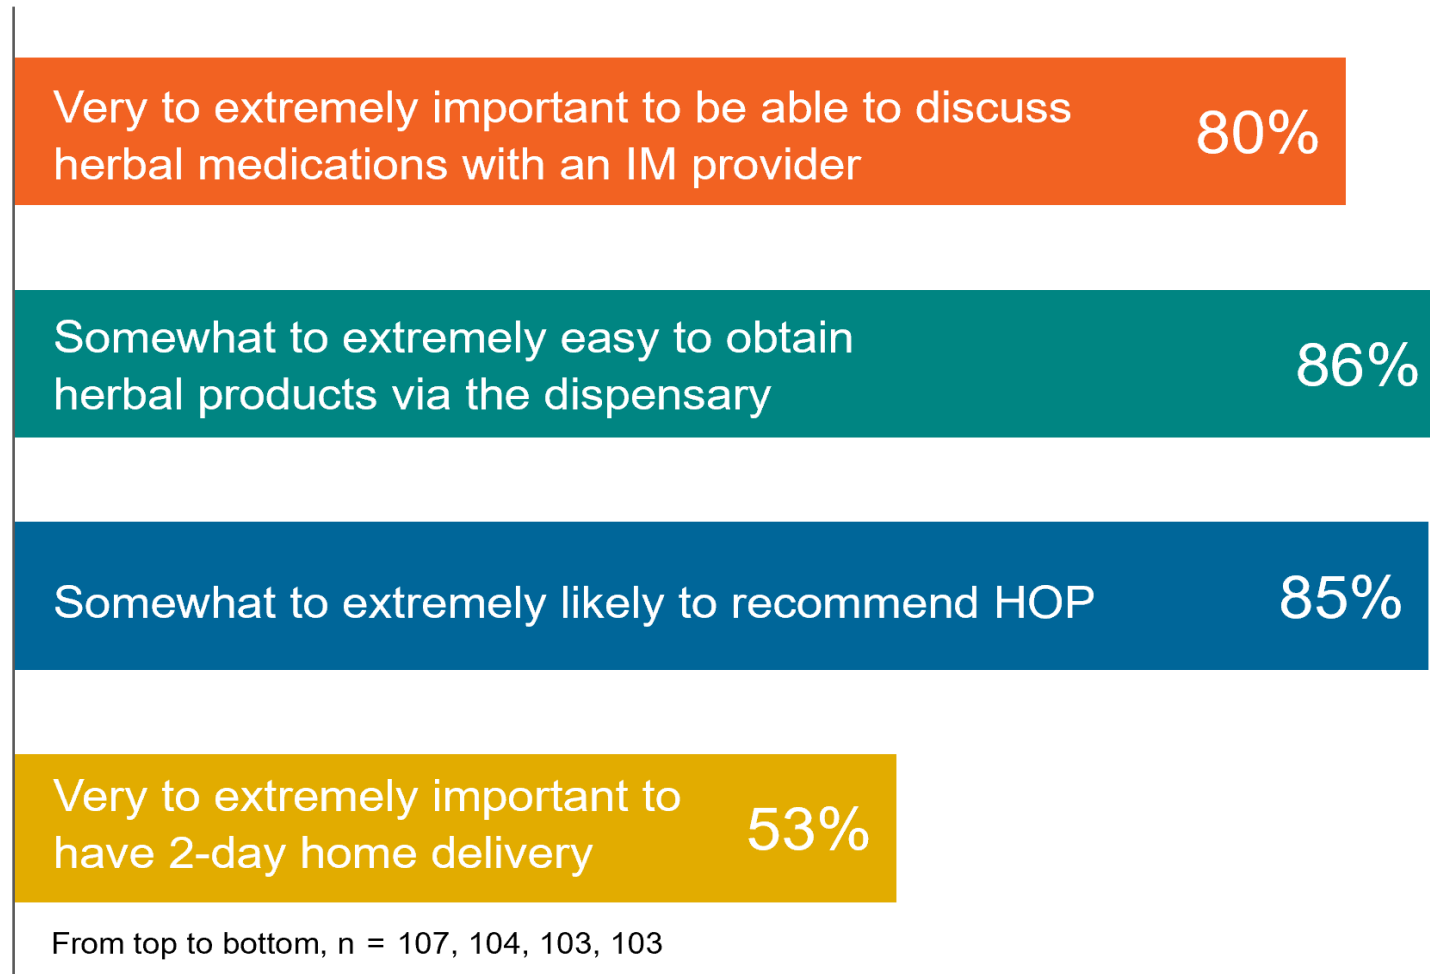 Very to extremely important to be able to discuss
herbal medications with an IM provider
80%
Somewhat to extremely easy to obtain
herbal products via the dispensary
86%
Somewhat to extremely likely to recommend HOP
85%
Very to extremely important to
have 2-day home delivery
53%
From top to bottom, n = 107, 104, 103, 103